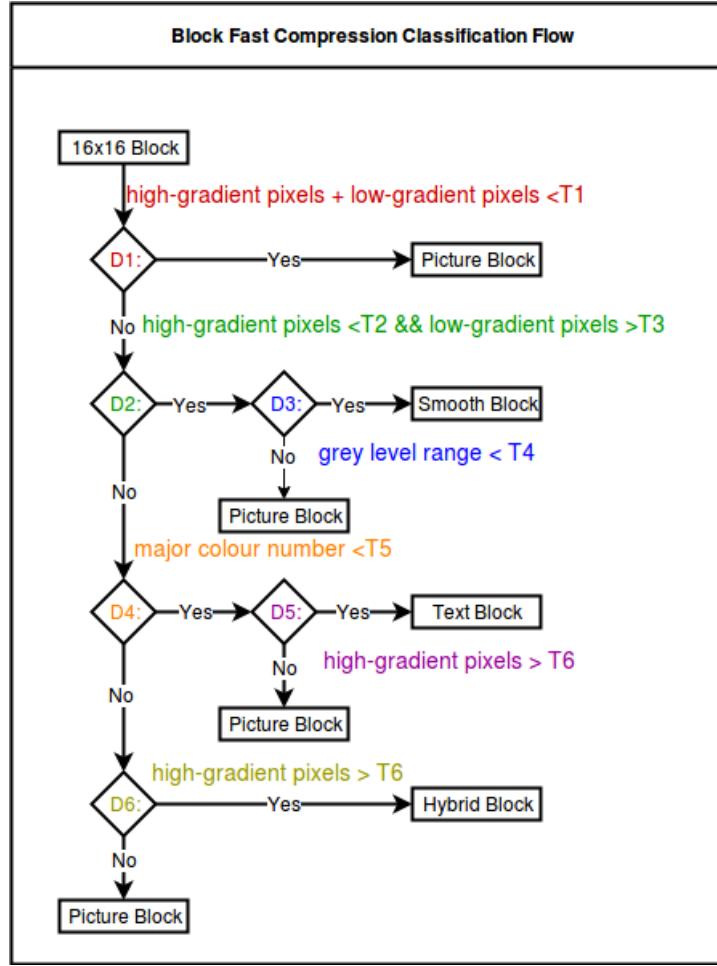 Block Fast Compression Classification Flow
16x16 Block
high-gradient pixels + low-gradient pixels <T1
D1:
Yes
Picture Block
No
high-gradient pixels <T2 && low-gradient pixels >T3
D2:
Yes
D3:
Yes
Smooth Block
No
grey level range < T4
No
Picture Block
major colour number <T5
D4:
Yes
D5:
Yes
Text Block
No
high-gradient pixels > T6
No
Picture Block
high-gradient pixels > T6
D6:
Yes
Hybrid Block
No
Picture Block